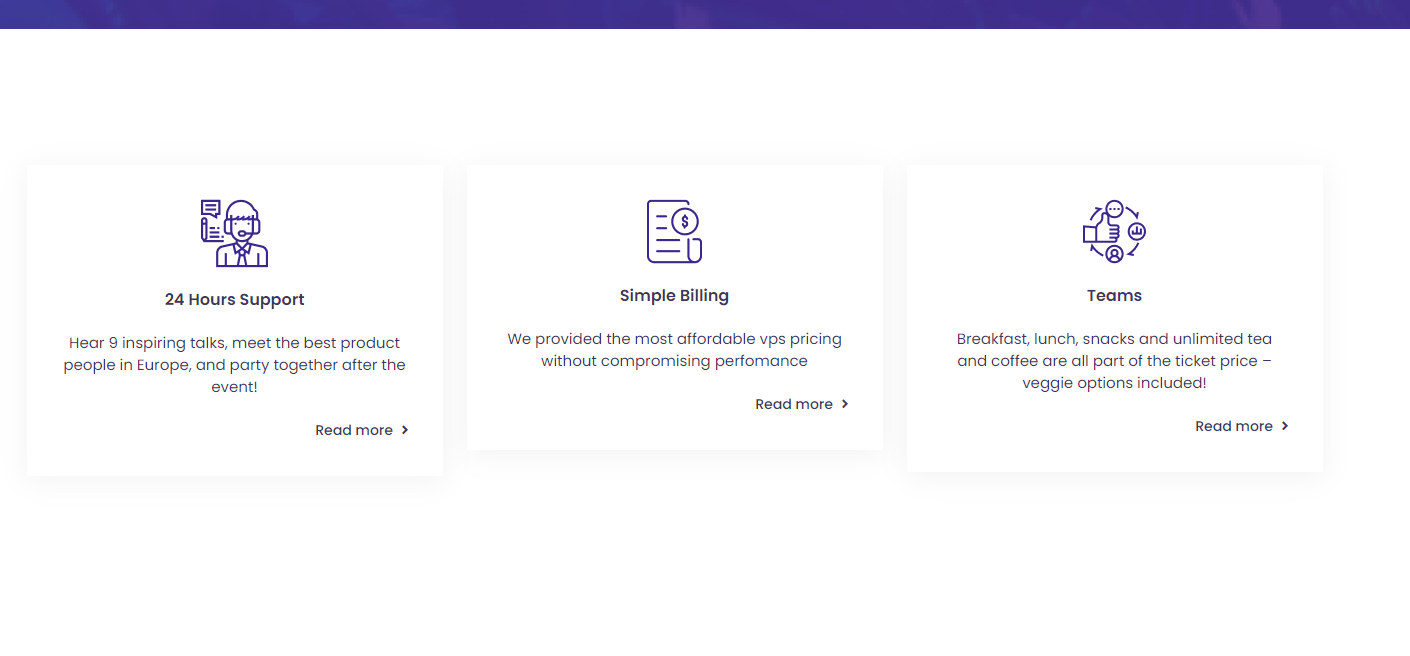 24 Hours Support
Hear 9 inspiring talks, meet the best product
people in Europe, and party together after the
event!
Read more
Simple Billing
We provided the most affordable vps pricing
without compromising perfomance
Read more
Teams
Breakfast, lunch, snacks and unlimited tea
and coffee are all part of the ticket price –
veggie options included!
Read more